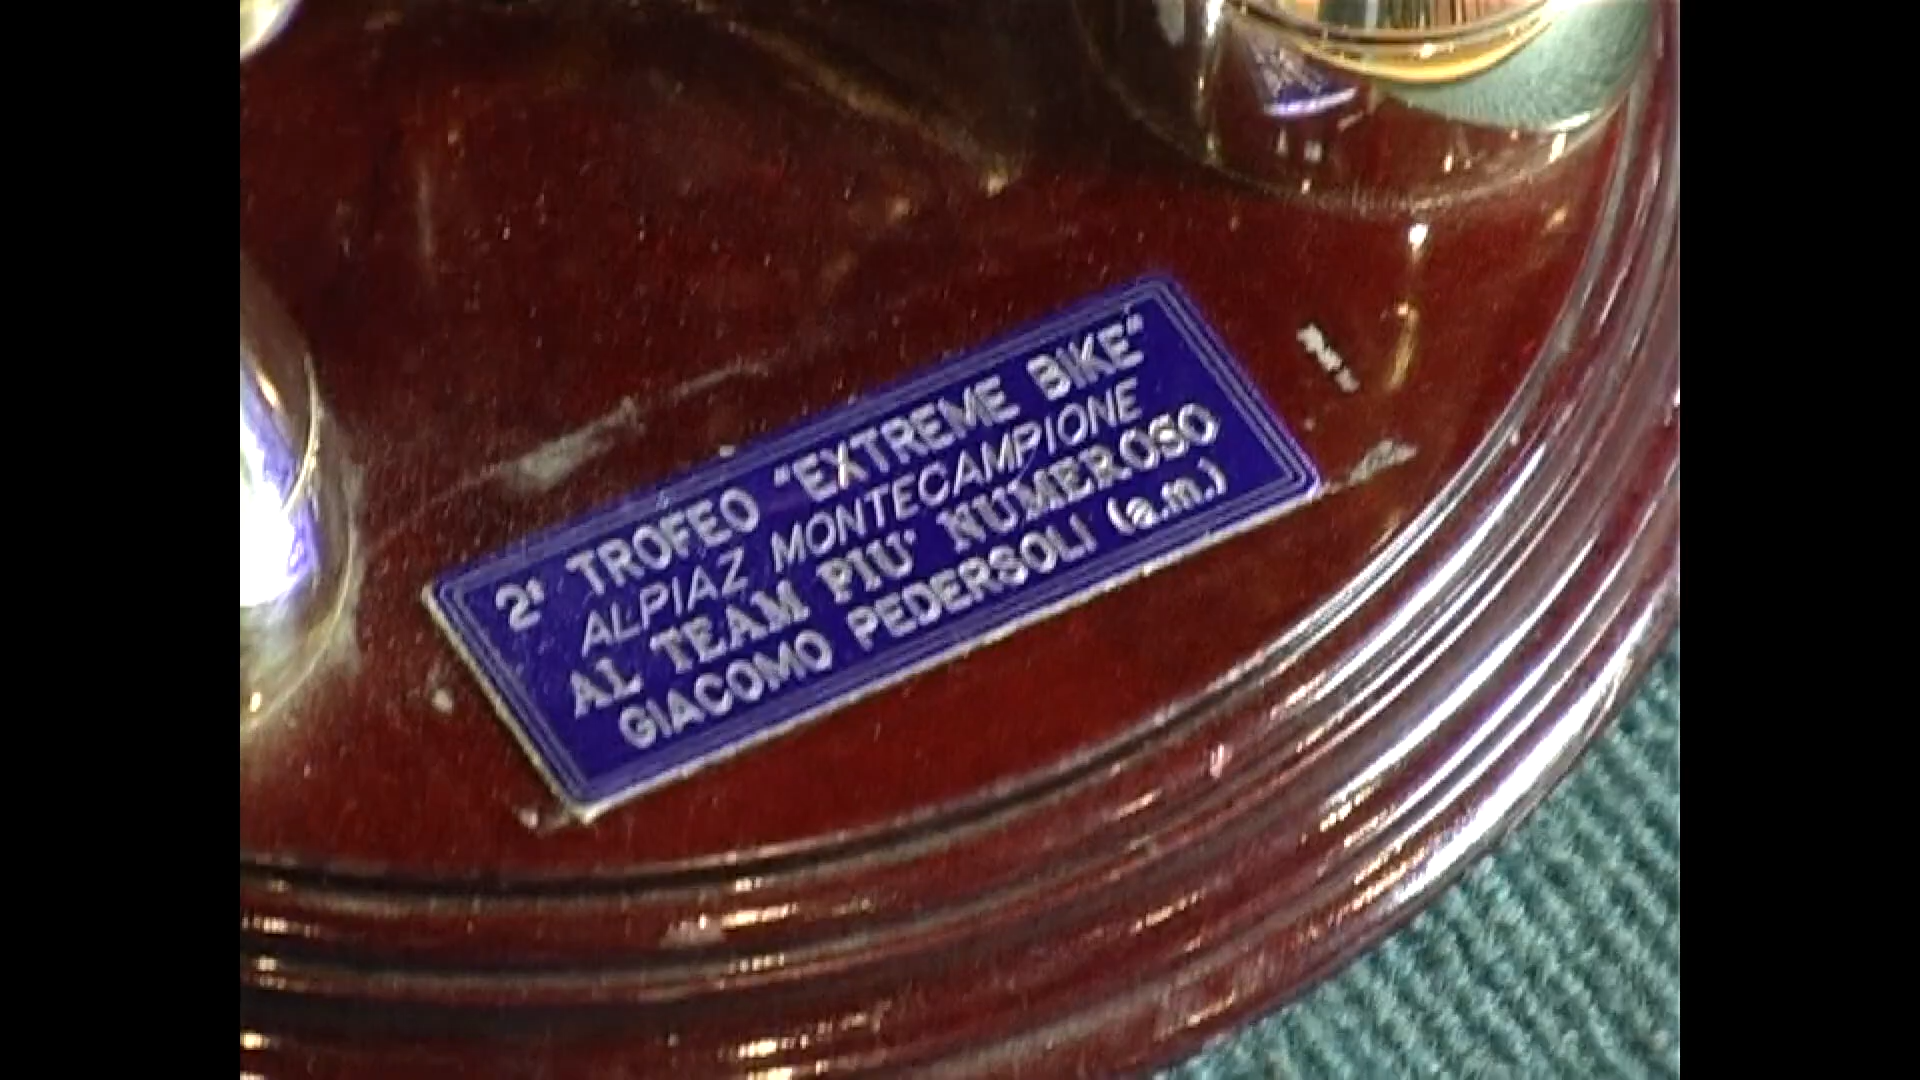 2° TROFEO "EXTREME BIKE"
ALPIAZ MONTECAMPIONE
AL TEAM PIU' NUMEROSO
GIACOMO PEDERSOLI (a.m.)